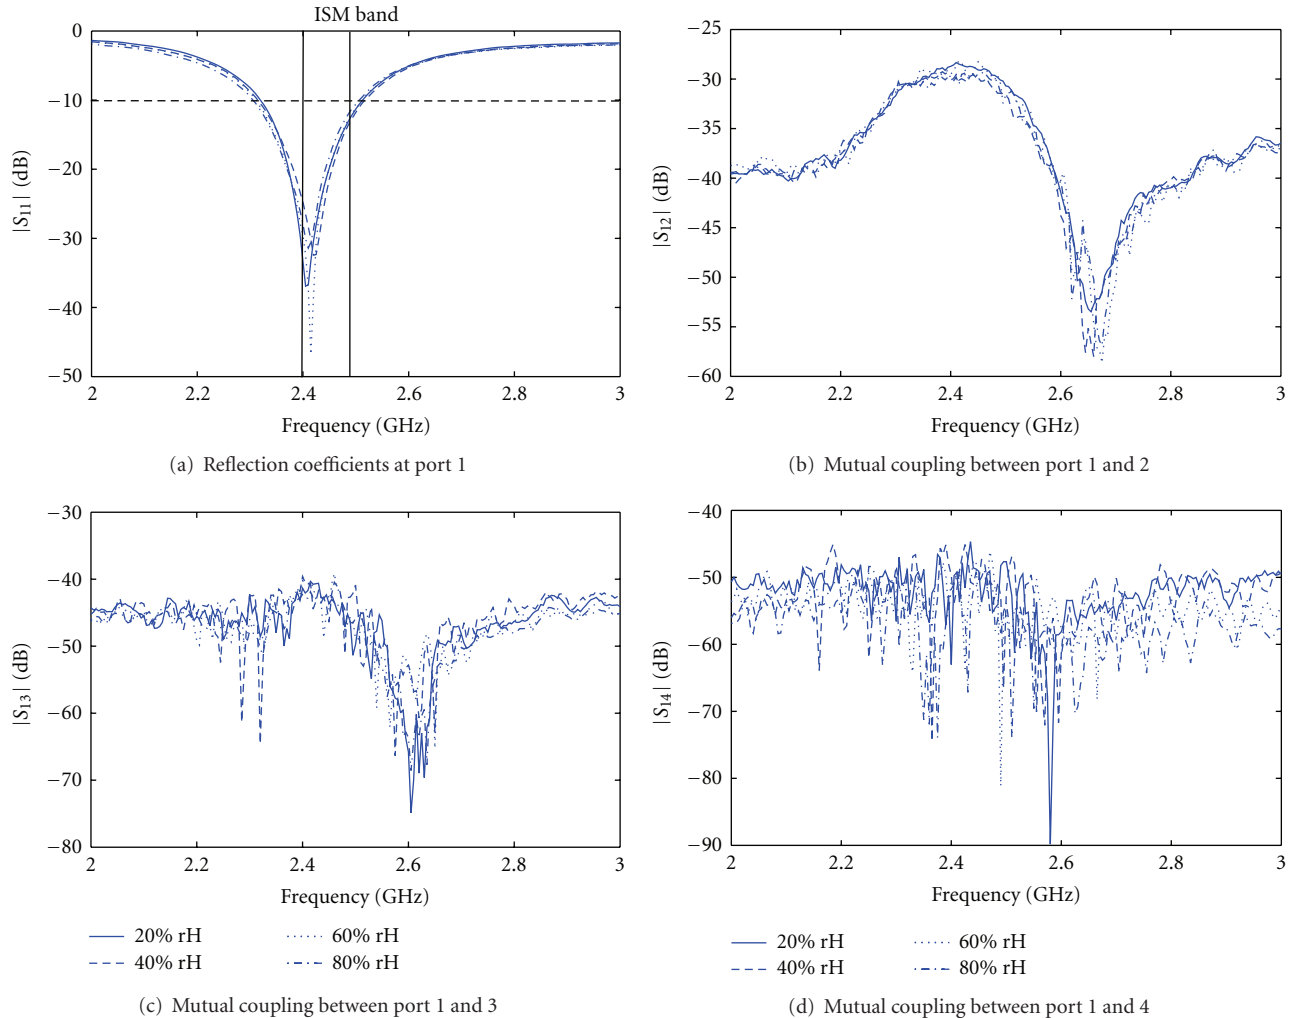 ISM band
0
−10
−20
−30
−40
−50
|S11| (dB)
2 2.2 2.4 2.6 2.8 3
Frequency (GHz)
(a) Reflection coefficients at port 1
−25
−30
−35
−40
−45
−50
−55
−60
|S12| (dB)
2 2.2 2.4 2.6 2.8 3
Frequency (GHz)
(b) Mutual coupling between port 1 and 2
−30
−40
−50
−60
−70
−80
|S13| (dB)
2 2.2 2.4 2.6 2.8 3
Frequency (GHz)
20% rH 60% rH
40% rH 80% rH
(c) Mutual coupling between port 1 and 3
−40
−50
−60
−70
−80
−90
|S14| (dB)
2 2.2 2.4 2.6 2.8 3
Frequency (GHz)
20% rH 60% rH
40% rH 80% rH
(d) Mutual coupling between port 1 and 4